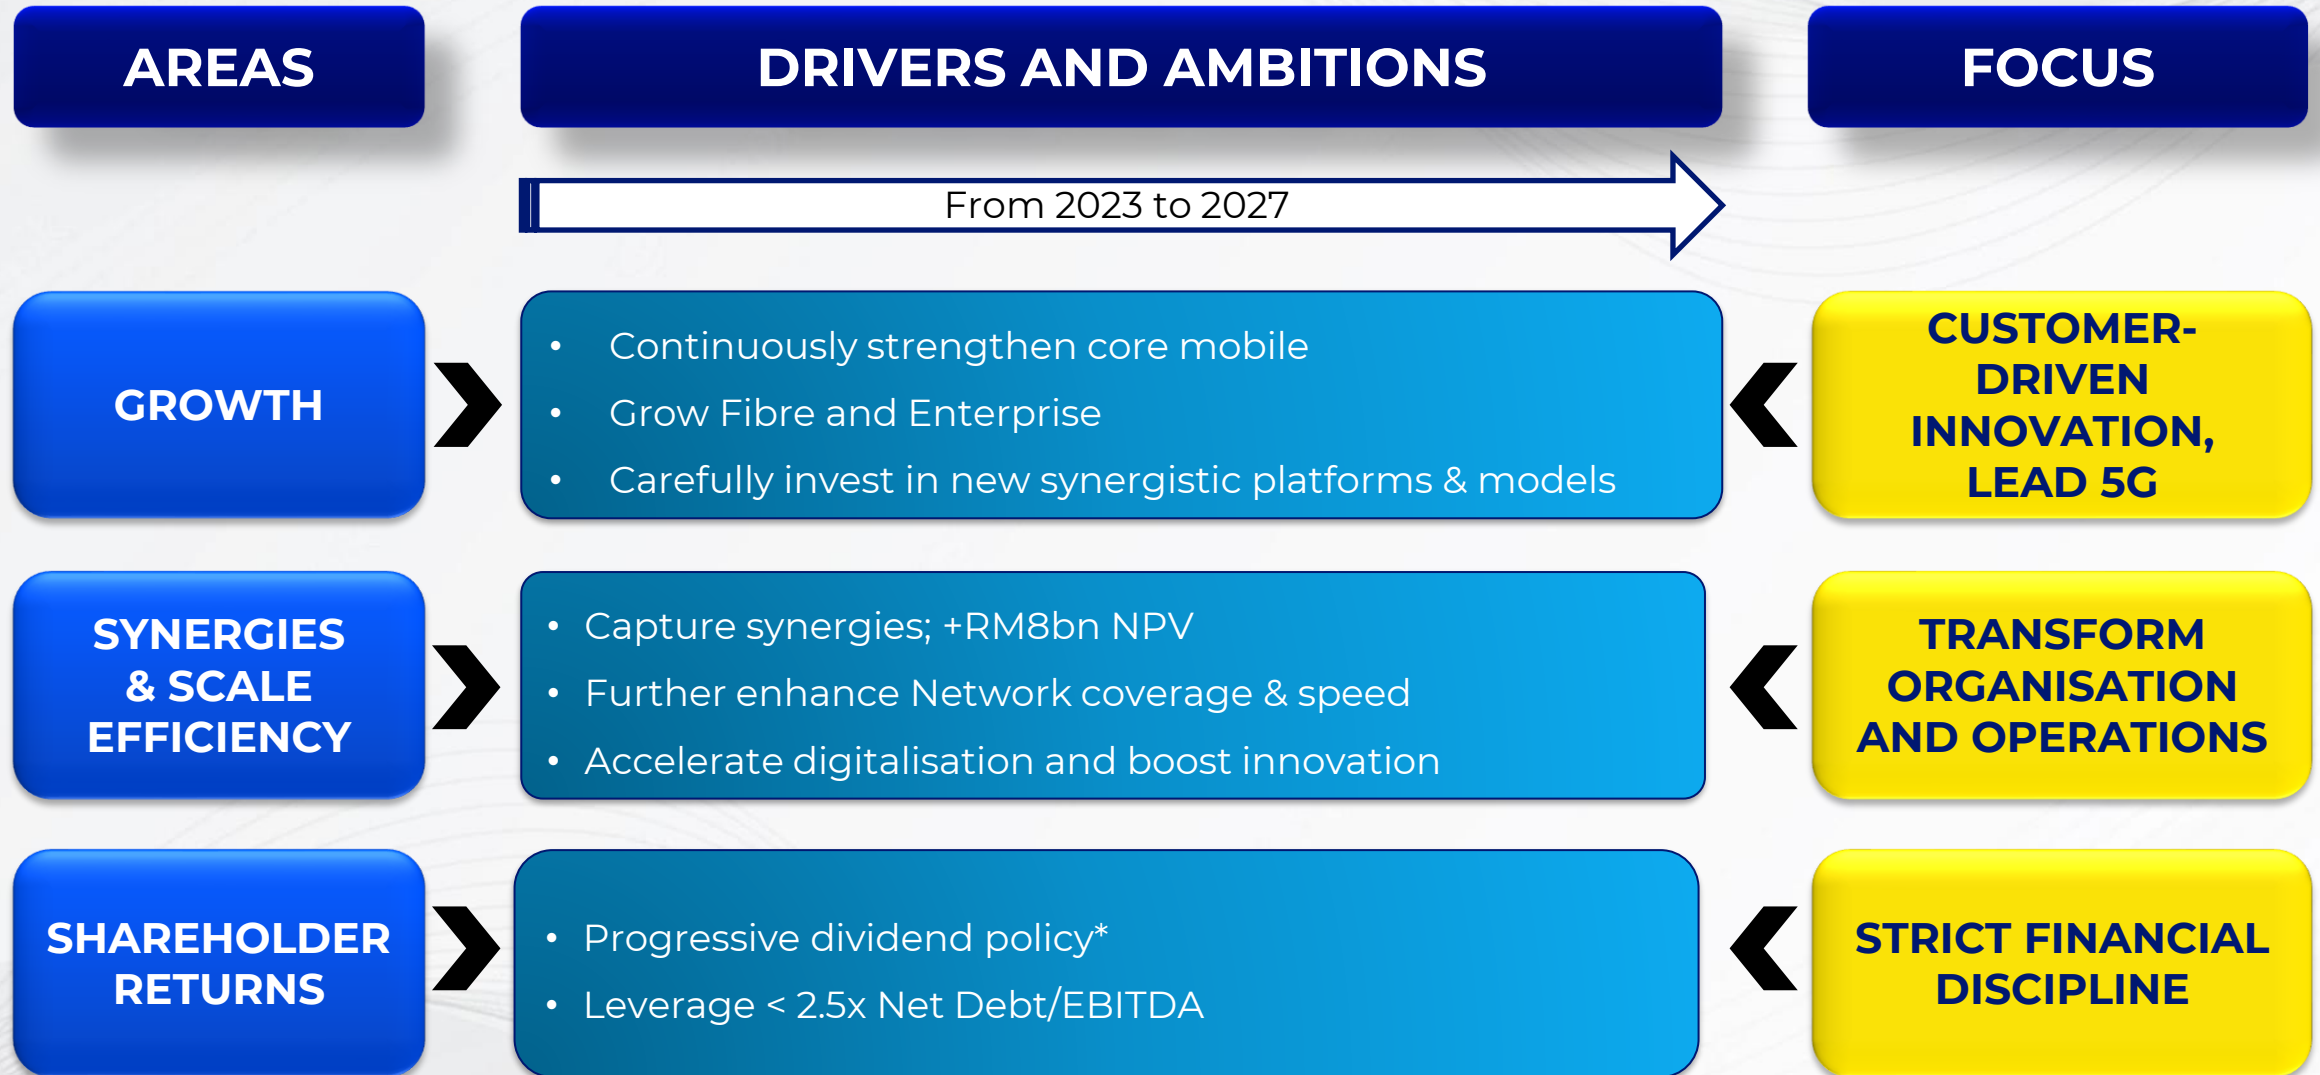 AREAS
DRIVERS AND AMBITIONS
FOCUS
From 2023 to 2027
GROWTH
• Continuously strengthen core mobile
• Grow Fibre and Enterprise
• Carefully invest in new synergistic platforms & models
CUSTOMER-
DRIVEN
INNOVATION,
LEAD 5G
SYNERGIES
& SCALE
EFFICIENCY
• Capture synergies; +RM8bn NPV
• Further enhance Network coverage & speed
• Accelerate digitalisation and boost innovation
TRANSFORM
ORGANISATION
AND OPERATIONS
SHAREHOLDER
RETURNS
• Progressive dividend policy*
• Leverage < 2.5x Net Debt/EBITDA
STRICT FINANCIAL
DISCIPLINE